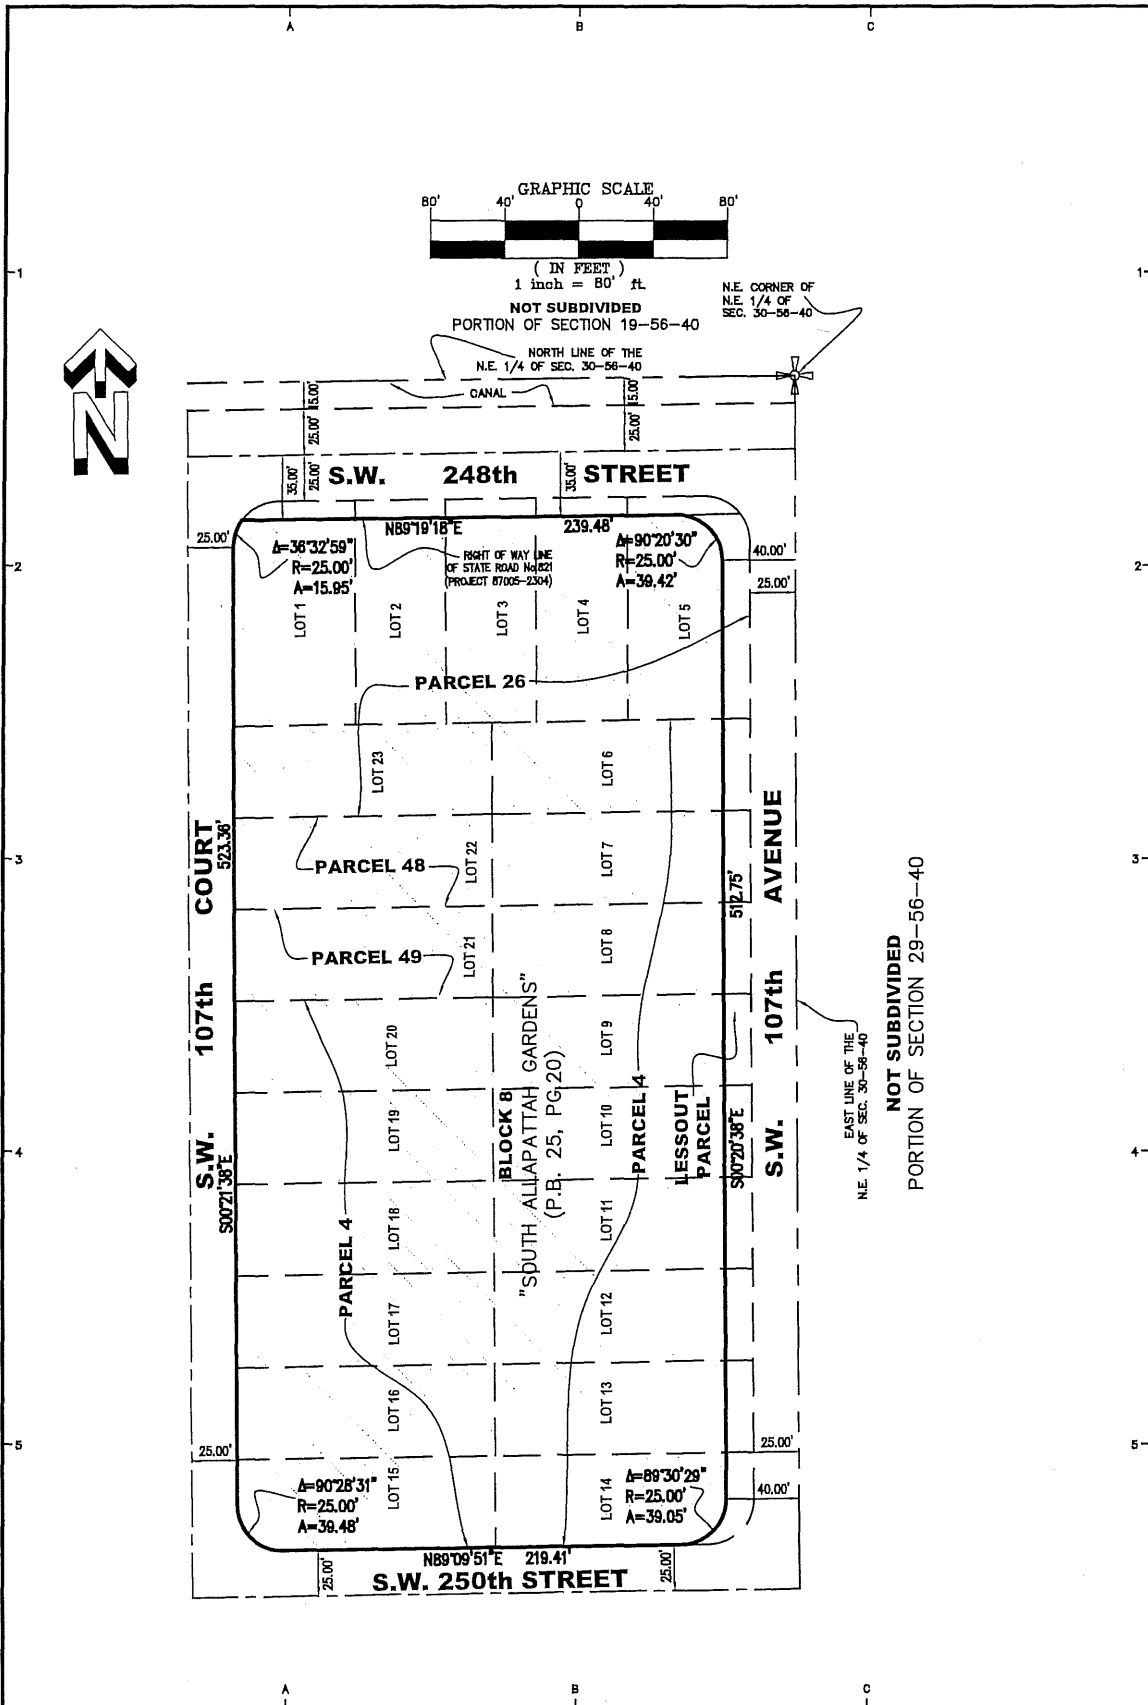 A
B
C
GRAPHIC SCALE
80'
40'
0
40'
80'
( IN FEET )
1 inch = 80' ft.
1
1
NOT SUBDIVIDED
PORTION OF SECTION 19-56-40
N.E. CORNER OF
N.E. 1/4 OF
SEC. 30-56-40
NORTH LINE OF THE
N.E. 1/4 OF SEC. 30-56-40
CANAL
N
15.00'
25.00'
15.00'
25.00'
35.00'
25.00'
35.00'
S.W. 248th STREET
N89°19'18"E
239.48'
25.00'
Δ=36°32'59"
R=25.00'
A=15.95'
RIGHT OF WAY LINE
OF STATE ROAD No.821
(PROJECT 87005-2304)
Δ=90°20'30"
R=25.00'
A=39.42'
40.00'
25.00'
2
2
LOT 1
LOT 2
LOT 3
LOT 4
LOT 5
PARCEL 26
LOT 23
LOT 6
PARCEL 48
LOT 22
LOT 7
3
3
PARCEL 49
LOT 21
LOT 8
LOT 20
LOT 9
LOT 19
LOT 10
LOT 18
LOT 11
LOT 17
LOT 12
LOT 16
LOT 13
LOT 15
LOT 14
S.W. 107th COURT
523.36'
S00°21'38"E
PARCEL 4
BLOCK 8
"SOUTH ALLAPATTAH GARDENS"
(P.B. 25, PG.20)
PARCEL 4
LESSOUT
PARCEL
512.75'
S00°20'38"E
S.W. 107th AVENUE
EAST LINE OF THE
N.E. 1/4 OF SEC. 30-56-40
NOT SUBDIVIDED
PORTION OF SECTION 29-56-40
4
4
5
5
25.00'
25.00'
Δ=90°28'31"
R=25.00'
A=39.48'
Δ=89°30'29"
R=25.00'
A=39.05'
40.00'
25.00'
N89°09'51"E
219.41'
25.00'
S.W. 250th STREET
A
B
C